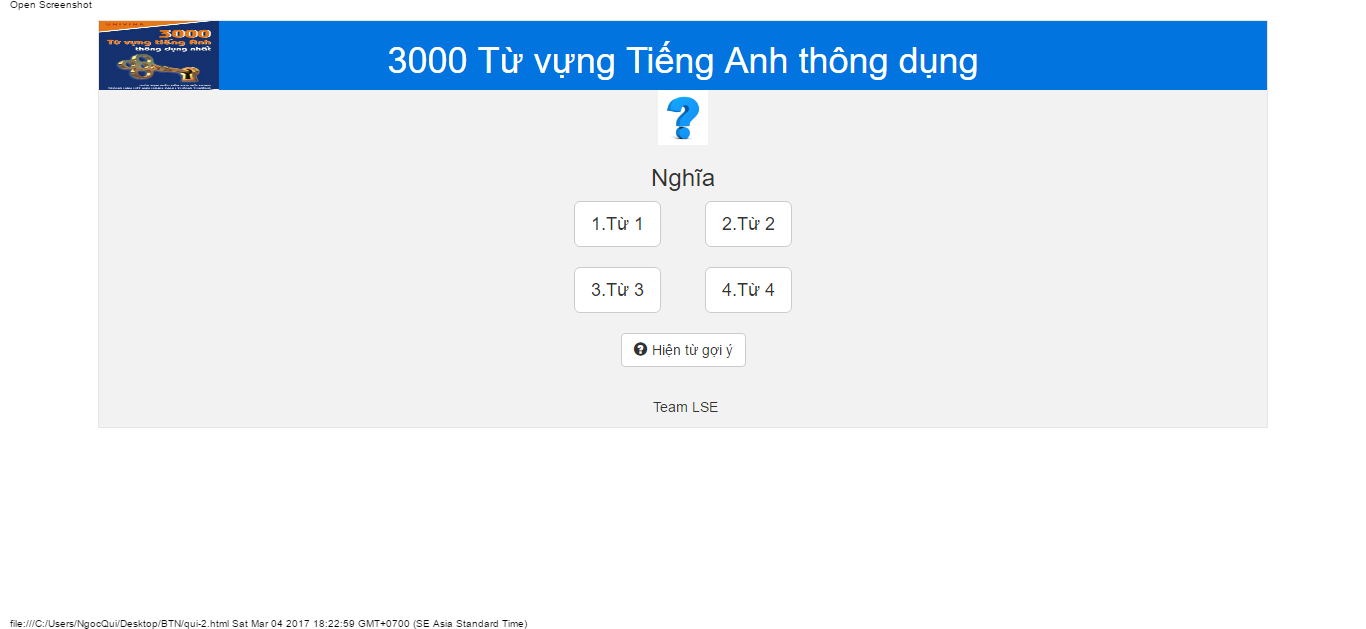 Open Screenshot
UNIVINA
3000
Từ vựng tiếng Anh
thông dụng nhất
3000 Từ vựng Tiếng Anh thông dụng
Nghĩa
1.Từ 1 2.Từ 2
3.Từ 3 4.Từ 4
Hiện từ gợi ý
Team LSE
file:///C:/Users/NgocQui/Desktop/BTN/qui-2.html Sat Mar 04 2017 18:22:59 GMT+0700 (SE Asia Standard Time)